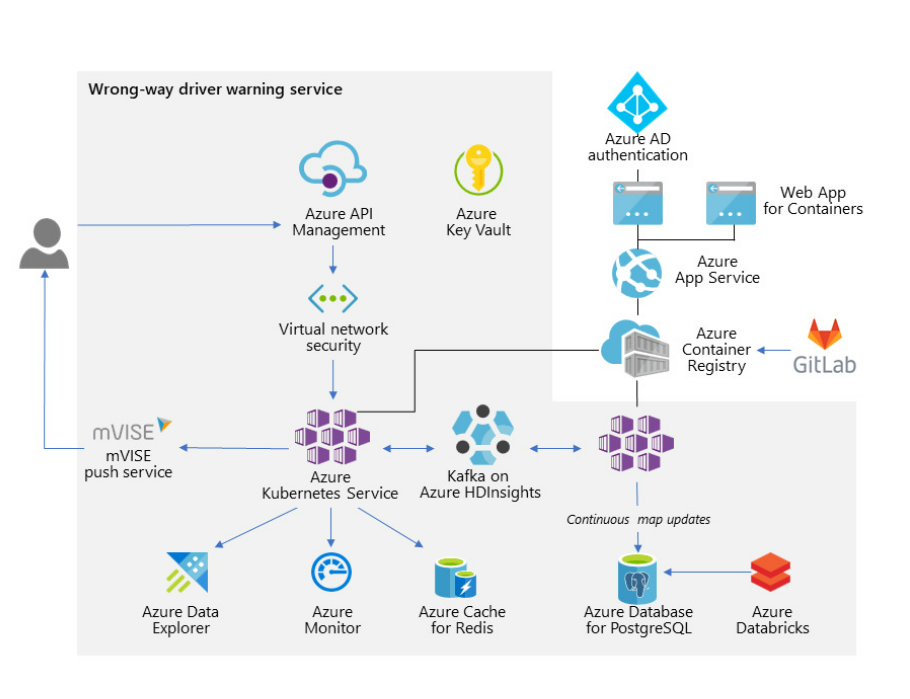 Wrong-way driver warning service
Azure AD
authentication
Azure API
Management
Azure
Key Vault
Web App
for Containers
Azure
App Service
Virtual network
security
Azure
Container
Registry
GitLab
mVISE
mVISE
push service
Azure
Kubernetes Service
Kafka on
Azure HDInsights
Continuous map updates
Azure Data
Explorer
Azure
Monitor
Azure Cache
for Redis
Azure Database
for PostgreSQL
Azure
Databricks